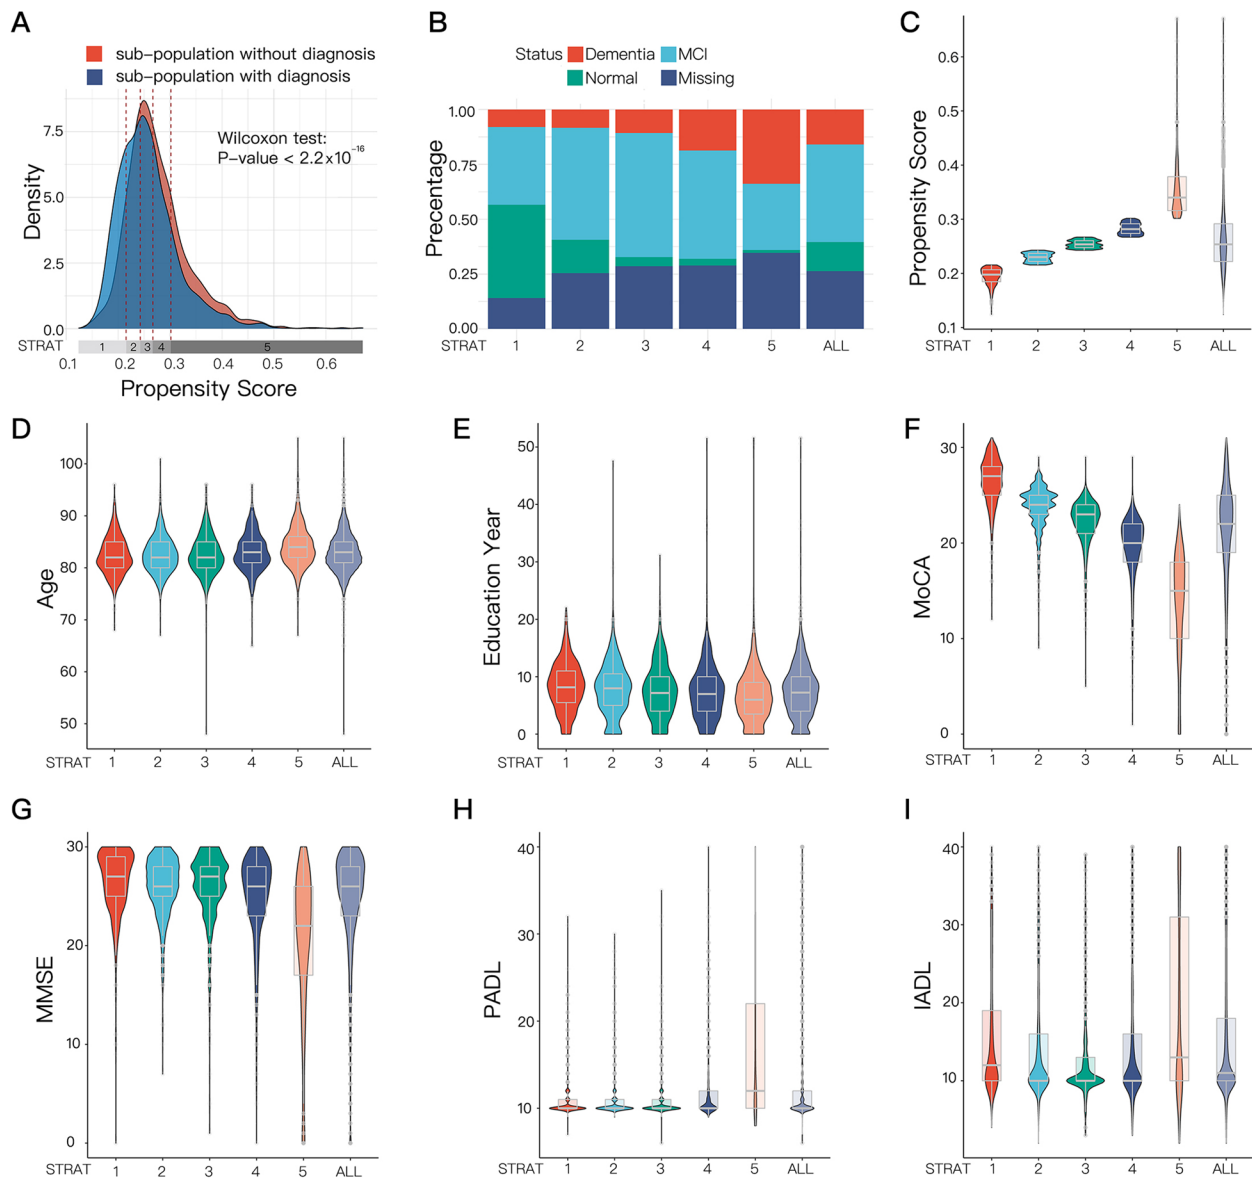 A
sub-population without diagnosis
sub-population with diagnosis
Wilcoxon test:
P-value < 2.2x10-16
Density
7.5
5.0
2.5
0.0
STRAT
1 2 3 4 5
0.1 0.2 0.3 0.4 0.5 0.6
Propensity Score
B
Status Dementia MCI
Normal Missing
Precentage
1.00
0.75
0.50
0.25
0.00
STRAT 1 2 3 4 5 ALL
C
Propensity Score
0.6
0.5
0.4
0.3
0.2
0.1
STRAT 1 2 3 4 5 ALL
D
Age
100
90
80
70
60
50
STRAT 1 2 3 4 5 ALL
E
Education Year
50
40
30
20
10
0
STRAT 1 2 3 4 5 ALL
F
MoCA
30
20
10
0
STRAT 1 2 3 4 5 ALL
G
MMSE
30
20
10
0
STRAT 1 2 3 4 5 ALL
H
PADL
40
30
20
10
STRAT 1 2 3 4 5 ALL
I
IADL
40
30
20
10
STRAT 1 2 3 4 5 ALL